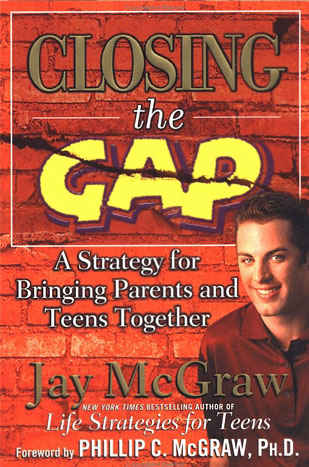 CLOSING
the
GAP
A Strategy for
Bringing Parents and
Teens Together
Jay McGraw
NEW YORK TIMES BESTSELLING AUTHOR OF
Life Strategies for Teens
Foreword by PHILLIP C. McGRAW, PH.D.